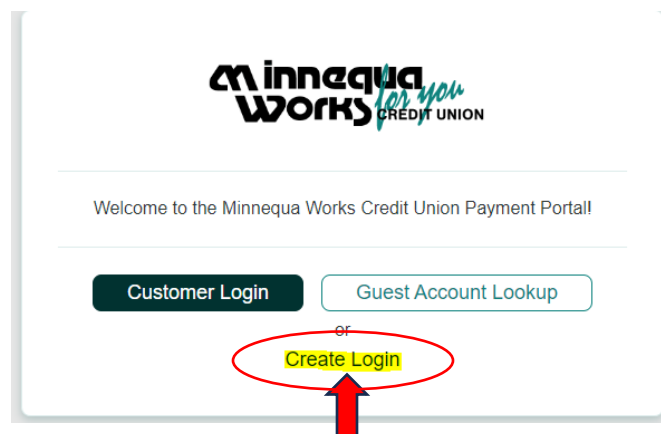 Minnequa
Works for you
CREDIT UNION
Welcome to the Minnequa Works Credit Union Payment Portal!
Customer Login
Guest Account Lookup
or
Create Login